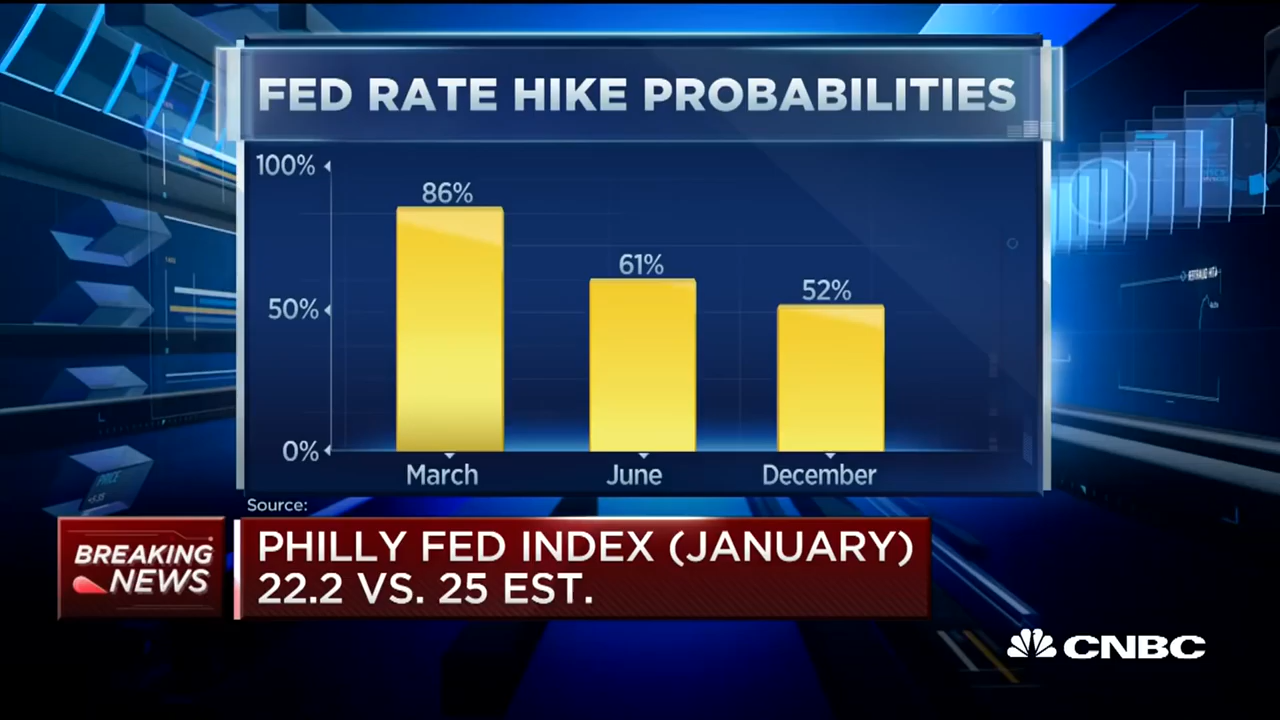 FED RATE HIKE PROBABILITIES
100%
50%
0%
86%
61%
52%
March
June
December
Source:
BREAKING
NEWS
PHILLY FED INDEX (JANUARY)
22.2 VS. 25 EST.
CNBC
PRICE